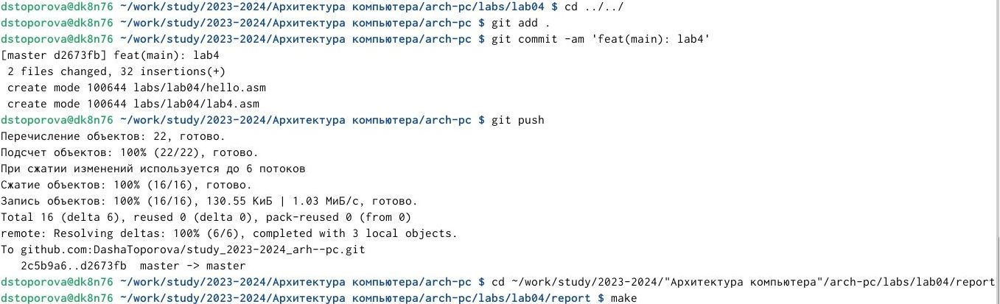 dstoporova@dk8n76 ~/work/study/2023-2024/Архитектура компьютера/arch-pc/labs/lab04 $ cd ../../
dstoporova@dk8n76 ~/work/study/2023-2024/Архитектура компьютера/arch-pc $ git add .
dstoporova@dk8n76 ~/work/study/2023-2024/Архитектура компьютера/arch-pc $ git commit -am 'feat(main): lab4'
[master d2673fb] feat(main): lab4
 2 files changed, 32 insertions(+)
 create mode 100644 labs/lab04/hello.asm
 create mode 100644 labs/lab04/lab4.asm
dstoporova@dk8n76 ~/work/study/2023-2024/Архитектура компьютера/arch-pc $ git push
Перечисление объектов: 22, готово.
Подсчет объектов: 100% (22/22), готово.
При сжатии изменений используется до 6 потоков
Сжатие объектов: 100% (16/16), готово.
Запись объектов: 100% (16/16), 130.55 КиБ | 1.03 МиБ/с, готово.
Total 16 (delta 6), reused 0 (delta 0), pack-reused 0 (from 0)
remote: Resolving deltas: 100% (6/6), completed with 3 local objects.
To github.com:DashaToporova/study_2023-2024_arh--pc.git
   2c5b9a6..d2673fb  master -> master
dstoporova@dk8n76 ~/work/study/2023-2024/Архитектура компьютера/arch-pc $ cd ~/work/study/2023-2024/"Архитектура компьютера"/arch-pc/labs/lab04/report
dstoporova@dk8n76 ~/work/study/2023-2024/Архитектура компьютера/arch-pc/labs/lab04/report $ make